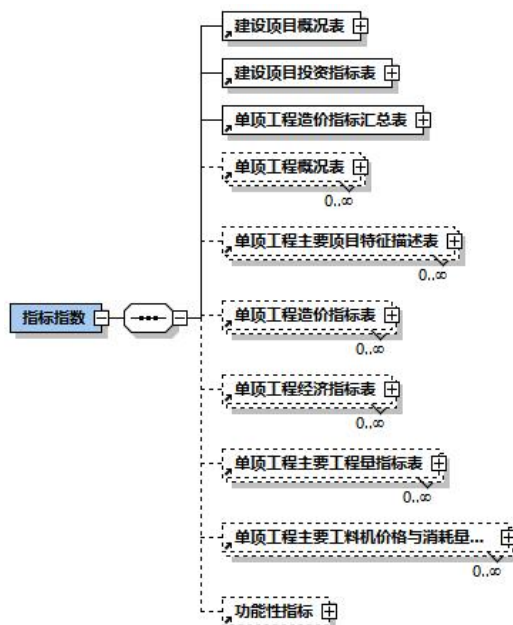 建设项目概况表
建设项目投资指标表
单项工程造价指标汇总表
单项工程概况表
0..∞
单项工程主要项目特征描述表
0..∞
指标指数
单项工程造价指标表
0..∞
单项工程经济指标表
0..∞
单项工程主要工程量指标表
0..∞
单项工程主要工料机价格与消耗量...
0..∞
功能性指标